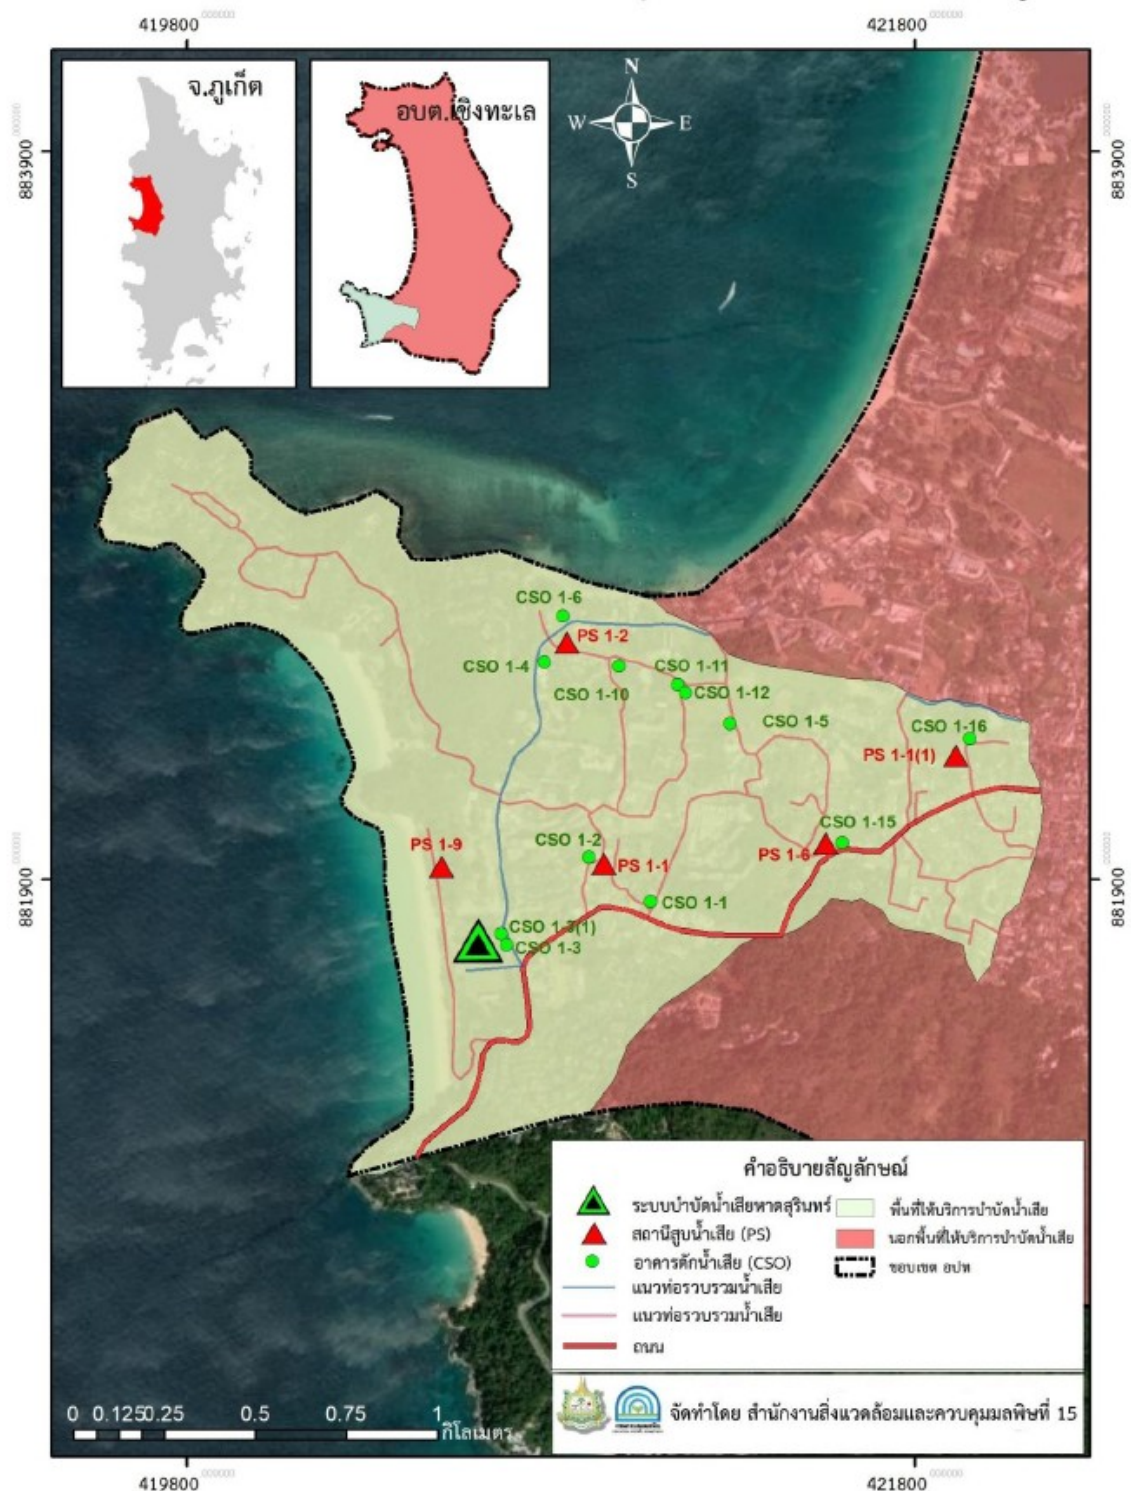 419800 000000
421800 000000
883900 000000
883900 000000
จ.ภูเก็ต
อบต.เชิงทะเล
N
W
E
S
CSO 1-6
PS 1-2
CSO 1-4
CSO 1-11
CSO 1-10
CSO 1-12
CSO 1-5
CSO 1-16
PS 1-1(1)
CSO 1-15
CSO 1-2
PS 1-9
PS 1-1
PS 1-6
881900 000000
881900 000000
CSO 1-1
CSO 1-3(1)
CSO 1-3
คำอธิบายสัญลักษณ์
ระบบบำบัดน้ำเสียหาดสุรินทร์
พื้นที่ให้บริการบำบัดน้ำเสีย
สถานีสูบน้ำเสีย (PS)
นอกพื้นที่ให้บริการบำบัดน้ำเสีย
อาคารดักน้ำเสีย (CSO)
ขอบเขต อปท
แนวท่อรวบรวมน้ำเสีย
แนวท่อรวบรวมน้ำเสีย
ถนน
จัดทำโดย สำนักงานสิ่งแวดล้อมและควบคุมมลพิษที่ 15
0 0.125 0.25 0.5 0.75 1
กิโลเมตร
419800 000000
421800 000000